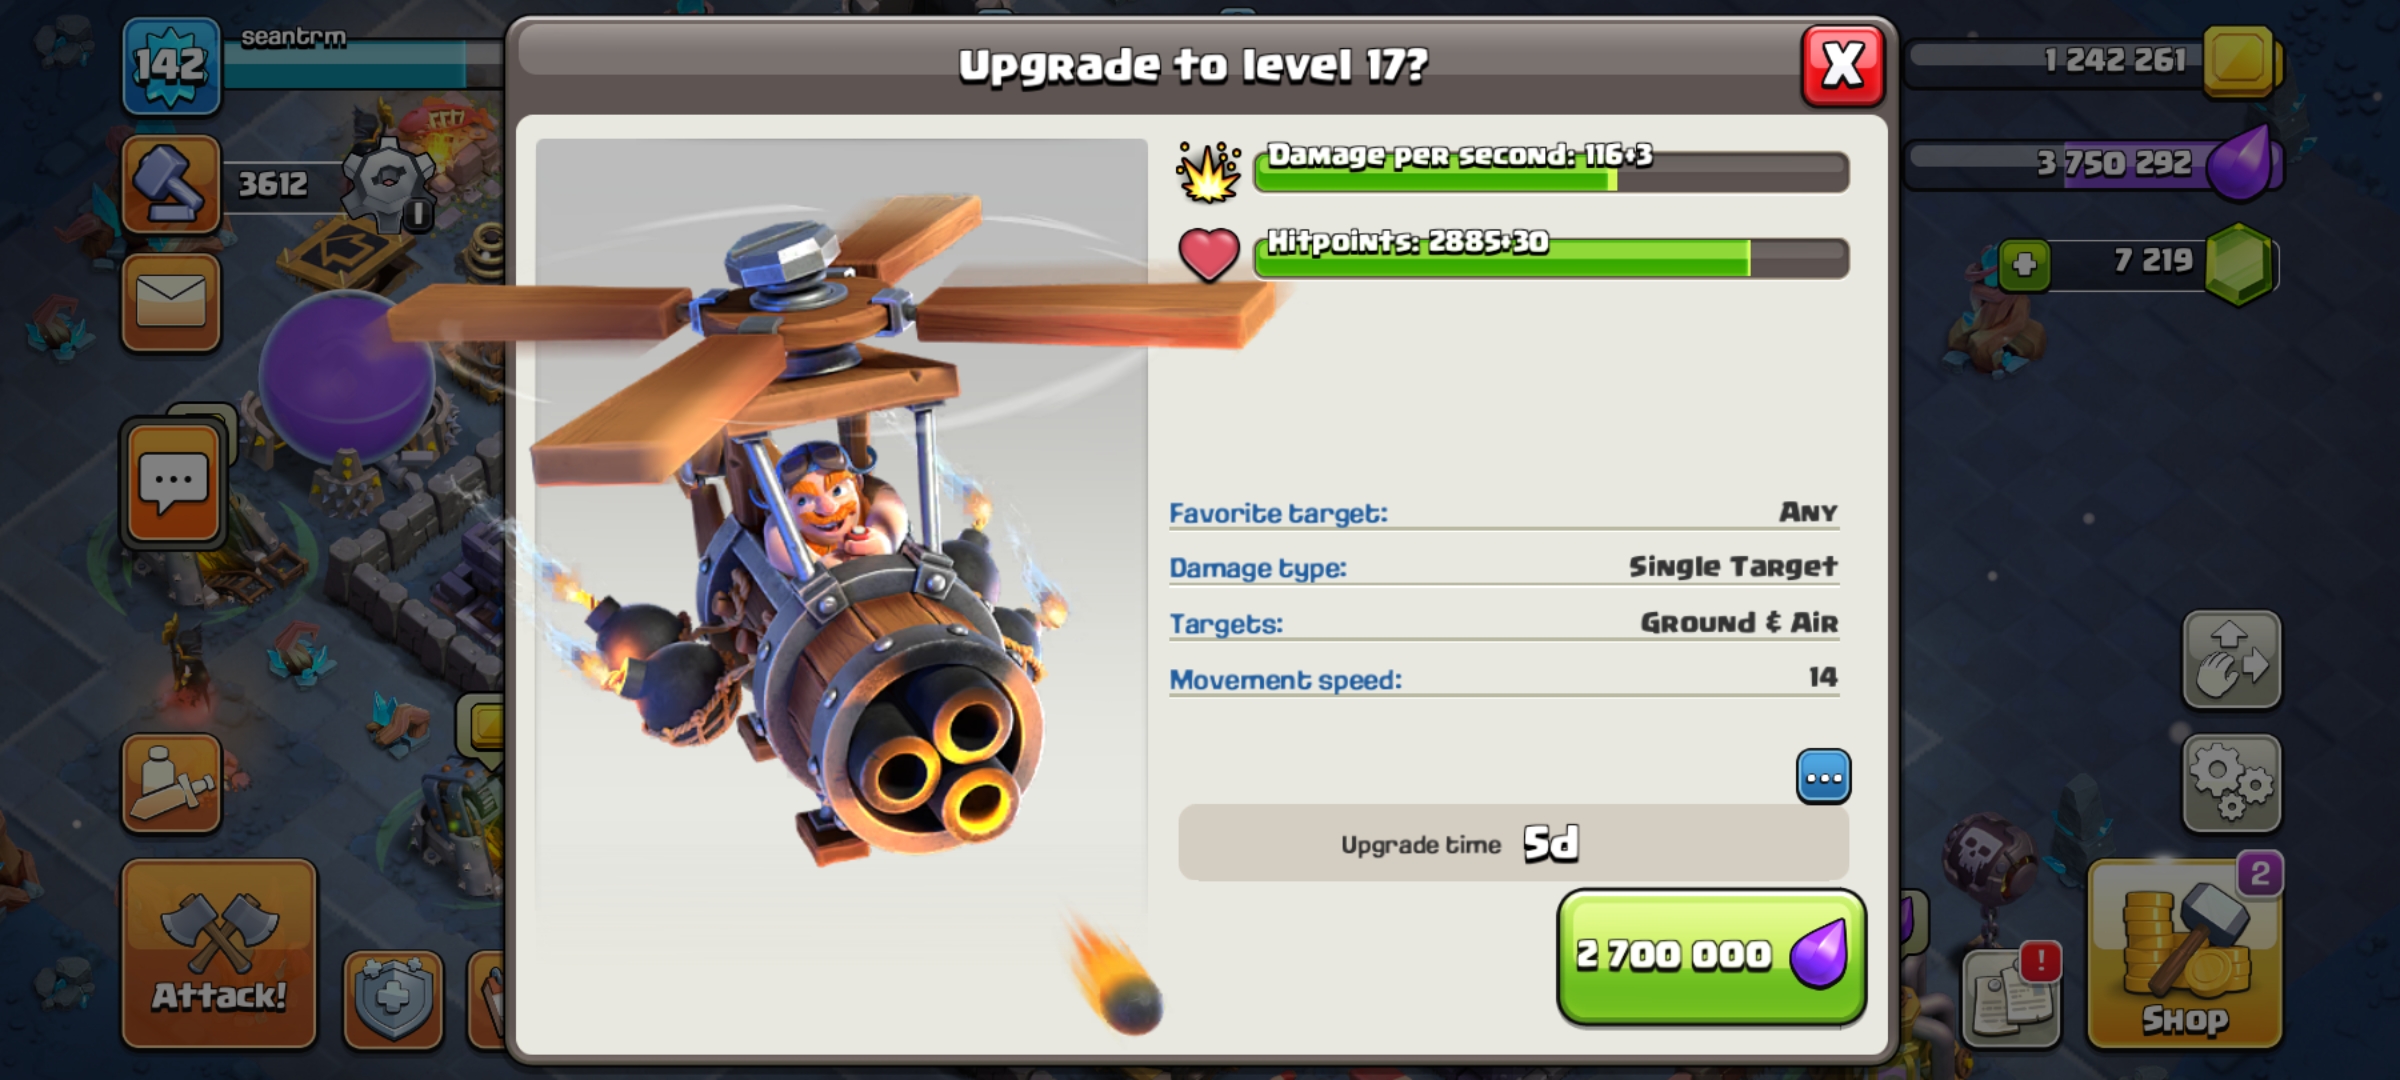 142
seantrm
3612
1
Attack!
Upgrade to level 17?
X
Damage per second: 116+3
Hitpoints: 2885+30
Favorite target: Any
Damage type: Single Target
Targets: Ground & Air
Movement speed: 14
Upgrade time 5d
2 700 000
1 242 261
3 750 292
7 219
!
2
Shop